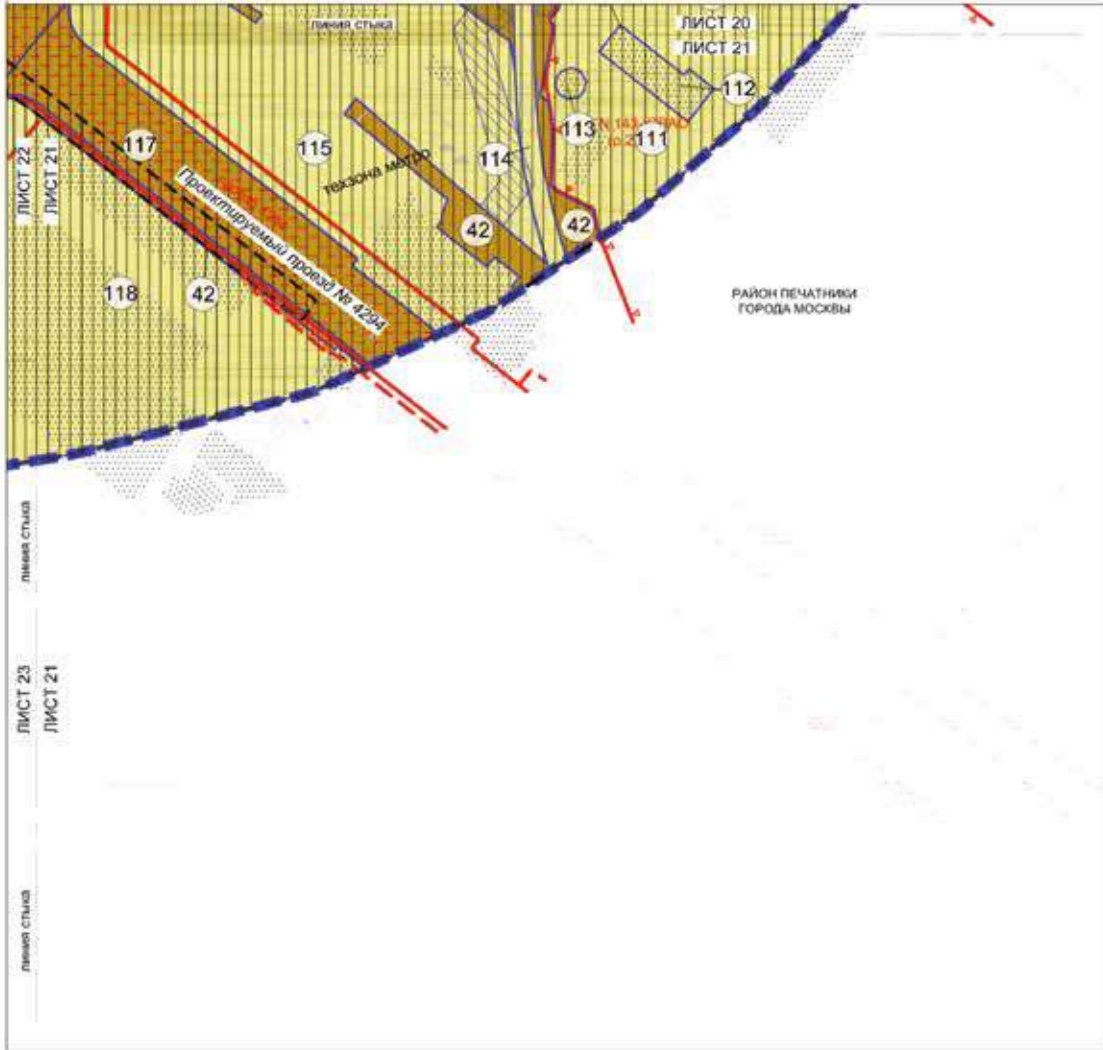 линия стыка
ЛИСТ 20
ЛИСТ 21
112
113
111
117
115
114
техзона метро
ЛИСТ 22
ЛИСТ 21
Проектируемый проезд № 4294
42
42
118
42
РАЙОН ПЕЧАТНИКИ
ГОРОДА МОСКВЫ
линия стыка
ЛИСТ 23
ЛИСТ 21
линия стыка